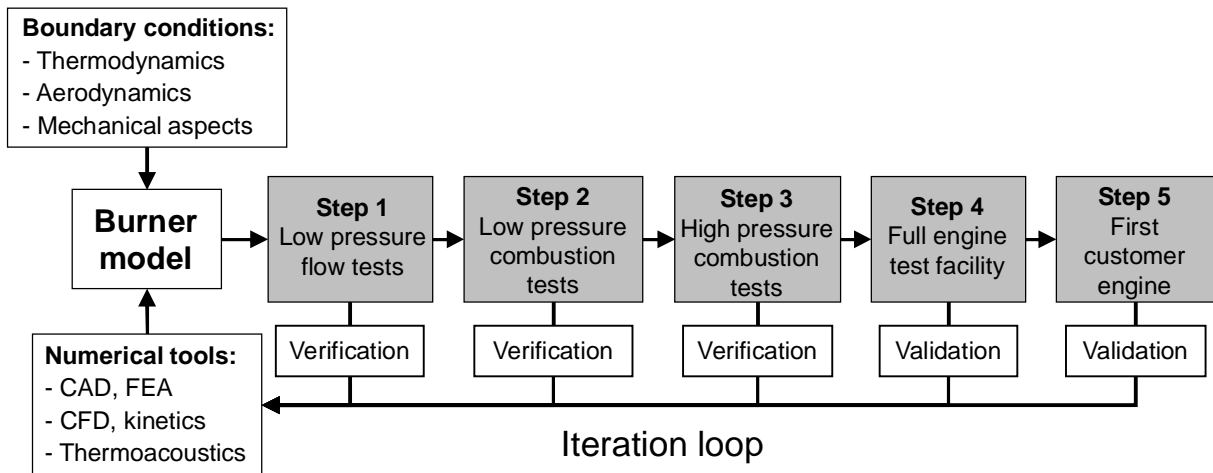 Boundary conditions:
- Thermodynamics
- Aerodynamics
- Mechanical aspects
Burner
model
Step 1
Low pressure
flow tests
Step 2
Low pressure
combustion
tests
Step 3
High pressure
combustion
tests
Step 4
Full engine
test facility
Step 5
First
customer
engine
Verification
Verification
Verification
Validation
Validation
Numerical tools:
- CAD, FEA
- CFD, kinetics
- Thermoacoustics
Iteration loop